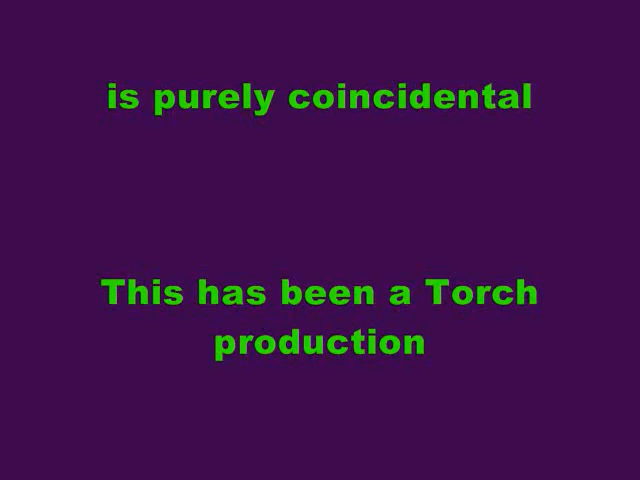 is purely coincidental
This has been a Torch
production